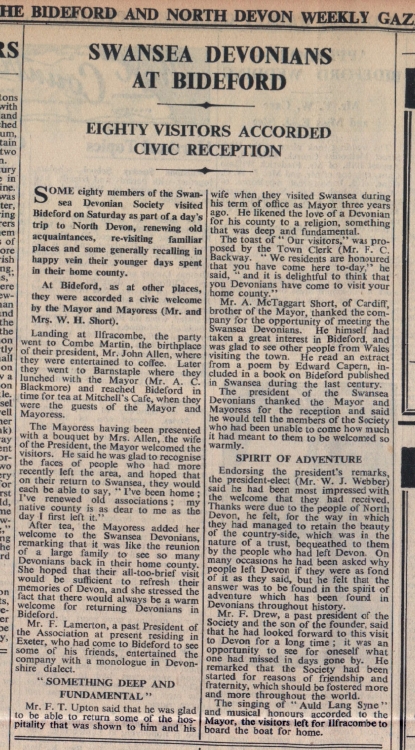 HE BIDEFORD AND NORTH DEVON WEEKLY GAZ
SWANSEA DEVONIANS
AT BIDEFORD
EIGHTY VISITORS ACCORDED
CIVIC RECEPTION
SOME eighty members of the Swan-
sea Devonian Society visited
Bideford on Saturday as part of a day's
trip to North Devon, renewing old
acquaintances, re-visiting familiar
places and some generally recalling in
happy vein their younger days spent
in their home county.
At Bideford, as at other places,
they were accorded a civic welcome
by the Mayor and Mayoress (Mr. and
Mrs. W. H. Short).
Landing at Ilfracombe, the party
went to Combe Martin, the birthplace
of their president, Mr. John Allen, where
they were entertained to coffee. Later
they went to Barnstaple where they
lunched with the Mayor (Mr. A. C.
Blackmore) and reached Bideford in
time for tea at Mitchell's Cafe, when they
were the guests of the Mayor and
Mayoress.
The Mayoress having been presented
with a bouquet by Mrs. Allen, the wife
of the President, the Mayor welcomed the
visitors. He said he was glad to recognise
the faces of people who had more
recently left the area, and hoped that
on their return to Swansea, they would
each be able to say, " I've been home ;
I've renewed old associations ; my
native county is as dear to me as the
day I first left it."
After tea, the Mayoress added her
welcome to the Swansea Devonians,
remarking that it was like the reunion
of a large family to see so many
Devonians back in their home county.
She hoped that their all-too-brief visit
would be sufficient to refresh their
memories of Devon, and she stressed the
fact that there would always be a warm
welcome for returning Devonians in
Bideford.
Mr. F. Lamerton, a past President of
the Association at present residing in
Exeter, who had come to Bideford to see
some of his friends, entertained the
company with a monologue in Devon-
shire dialect.
" SOMETHING DEEP AND
FUNDAMENTAL "
Mr. F. T. Upton said that he was glad
to be able to return some of the hos-
pitality that was shown to him and his
wife when they visited Swansea during
his term of office as Mayor three years
ago. He likened the love of a Devonian
for his county to a religion, something
that was deep and fundamental.
The toast of " Our visitors," was pro-
posed by the Town Clerk (Mr. F. C.
Backway. " We residents are honoured
that you have come here to-day," he
said, " and it is delightful to think that
you Devonians have come to visit your
home county."
Mr. A. McTaggart Short, of Cardiff,
brother of the Mayor, thanked the com-
pany for the opportunity of meeting the
Swansea Devonians. He himself had
taken a great interest in Bideford, and
was glad to see other people from Wales
visiting the town. He read an extract
from a poem by Edward Capern, in-
cluded in a book on Bideford published
in Swansea during the last century.
The president of the Swansea
Devonians thanked the Mayor and
Mayoress for the reception and said
he would tell the members of the Society
who had been unable to come how much
it had meant to them to be welcomed so
warmly.
SPIRIT OF ADVENTURE
Endorsing the president's remarks,
the president-elect (Mr. W. J. Webber)
said he had been most impressed with
the welcome that they had received.
Thanks were due to the people of North
Devon, he felt, for the way in which
they had managed to retain the beauty
of the country-side, which was in the
nature of a trust, bequeathed to them
by the people who had left Devon. On
many occasions he had been asked why
people left Devon if they were as fond
of it as they said, but he felt that the
answer was to be found in the spirit of
adventure which has been found in
Devonians throughout history.
Mr. F. Drew, a past president of the
Society and the son of the founder, said
that he had looked forward to this visit
to Devon for a long time ; it was an
opportunity to see for oneself what
one had missed in days gone by. He
remarked that the Society had been
started for reasons of friendship and
fraternity, which should be fostered more
and more throughout the world.
The singing of " Auld Lang Syne "
and musical honours accorded to the
Mayor, the visitors left for Ilfracombe to
board the boat for home.